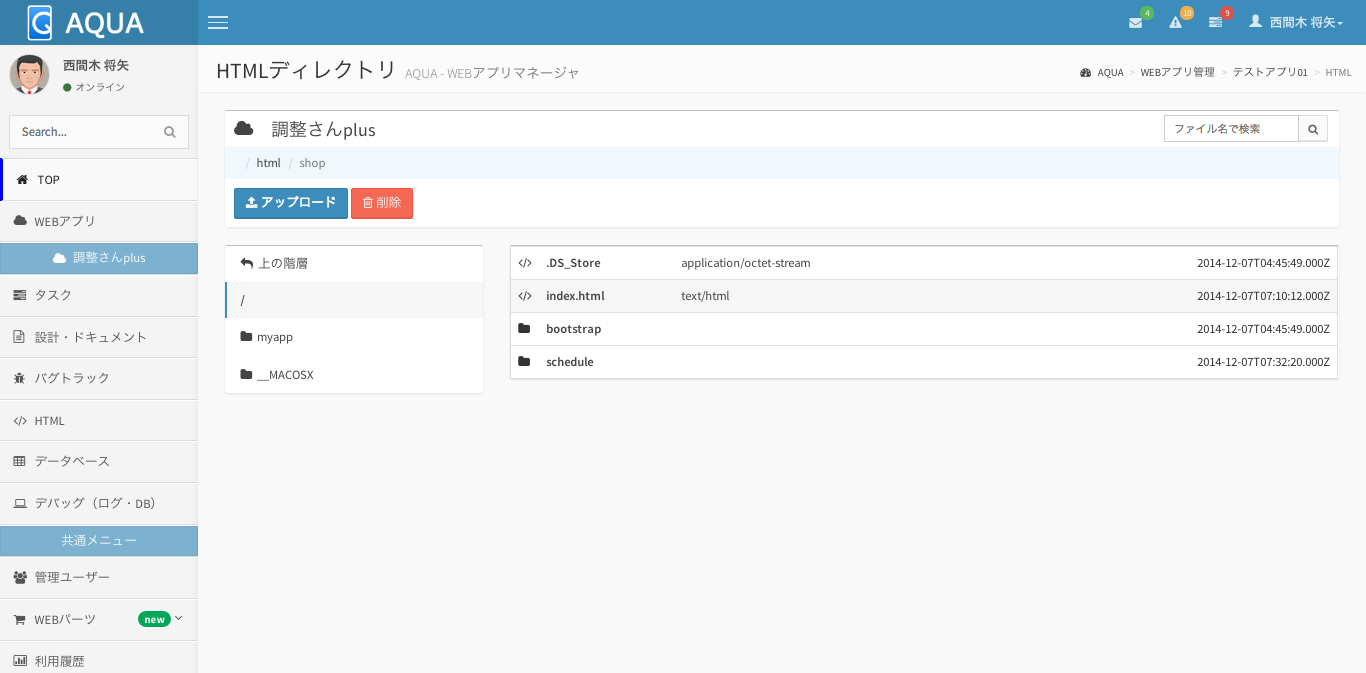 AQUA
4
10
9
西間木 将矢
西間木 将矢
オンライン
Search...
TOP
WEBアプリ
調整さんplus
タスク
設計・ドキュメント
バグトラック
HTML
データベース
デバッグ（ログ・DB）
共通メニュー
管理ユーザー
WEBパーツ new
利用履歴
HTMLディレクトリ AQUA - WEBアプリマネージャ
AQUA > WEBアプリ管理 > テストアプリ01 > HTML
調整さんplus
ファイル名で検索
/ html / shop
アップロード 削除
上の階層
/
myapp
__MACOSX
.DS_Store application/octet-stream 2014-12-07T04:45:49.000Z
index.html text/html 2014-12-07T07:10:12.000Z
bootstrap 2014-12-07T04:45:49.000Z
schedule 2014-12-07T07:32:20.000Z